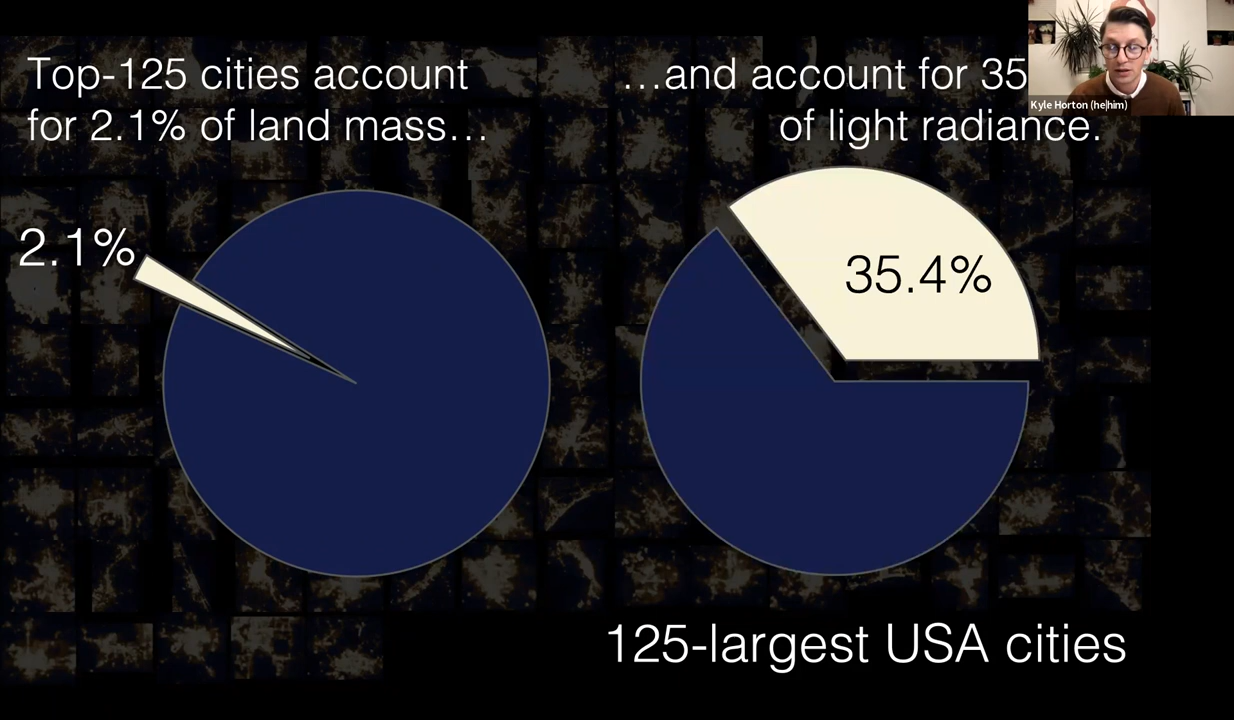 Top-125 cities account
for 2.1% of land mass…
…and account for 35
of light radiance.
Kyle Horton (he|him)
2.1%
35.4%
125-largest USA cities